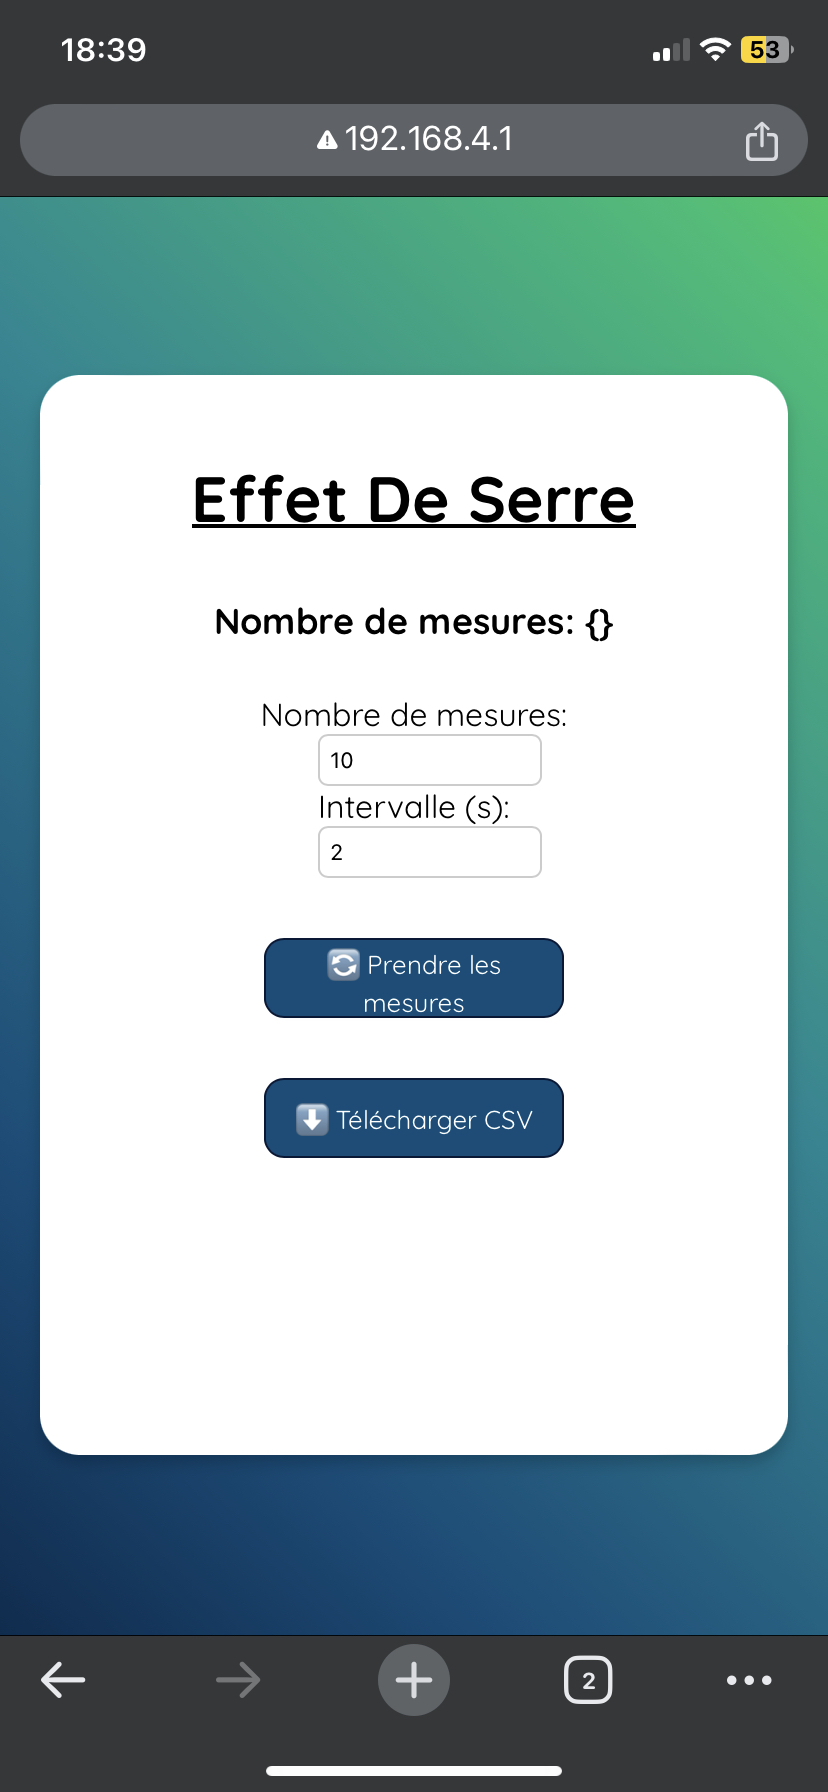 18:39
53
192.168.4.1
Effet De Serre
Nombre de mesures: {}
Nombre de mesures:
10
Intervalle (s):
2
Prendre les
mesures
Télécharger CSV
2